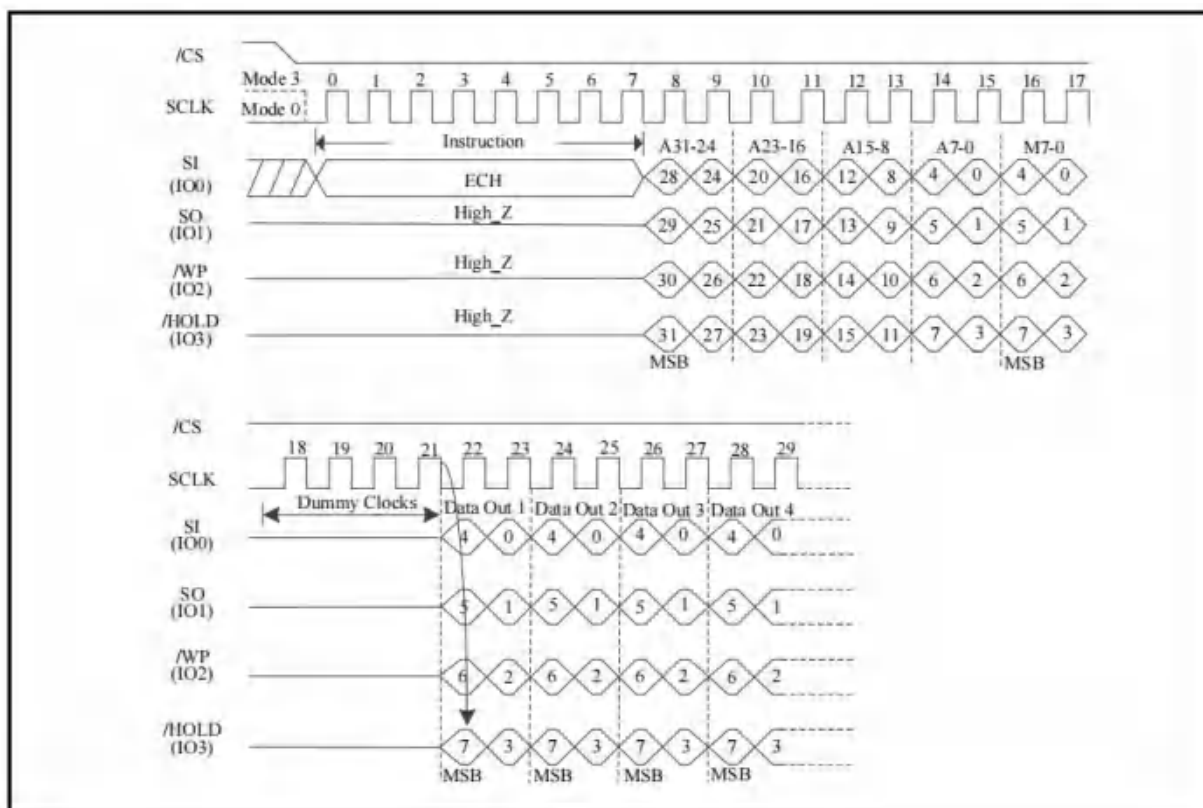 /CS
Mode 3 0 1 2 3 4 5 6 7 8 9 10 11 12 13 14 15 16 17
SCLK Mode 0
Instruction A31-24 A23-16 A15-8 A7-0 M7-0
SI
(IO0) ECH 28 24 20 16 12 8 4 0 4 0
SO
(IO1) High_Z 29 25 21 17 13 9 5 1 5 1
/WP
(IO2) High_Z 30 26 22 18 14 10 6 2 6 2
/HOLD
(IO3) High_Z 31 27 23 19 15 11 7 3 7 3
MSB MSB
/CS
18 19 20 21 22 23 24 25 26 27 28 29
SCLK
Dummy Clocks Data Out 1 Data Out 2 Data Out 3 Data Out 4
SI
(IO0) 4 0 4 0 4 0 4 0
SO
(IO1) 5 1 5 1 5 1 5 1
/WP
(IO2) 6 2 6 2 6 2 6 2
/HOLD
(IO3) 7 3 7 3 7 3 7 3
MSB MSB MSB MSB